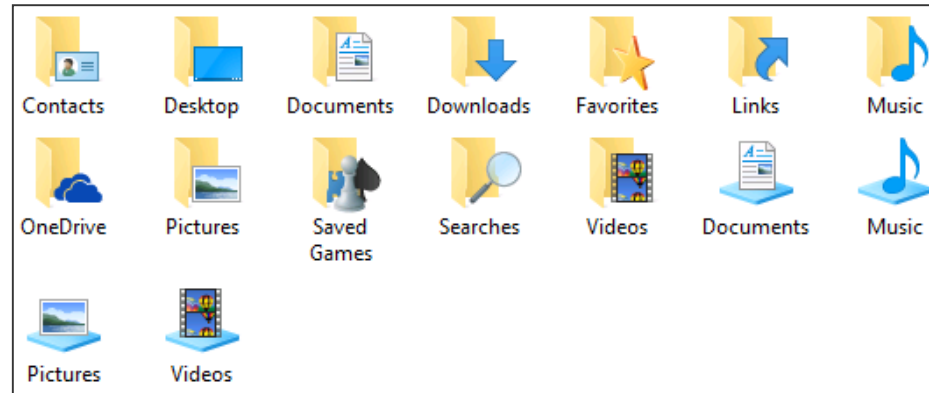 Contacts
Desktop
Documents
Downloads
Favorites
Links
Music
OneDrive
Pictures
Saved
Games
Searches
Videos
Documents
Music
Pictures
Videos